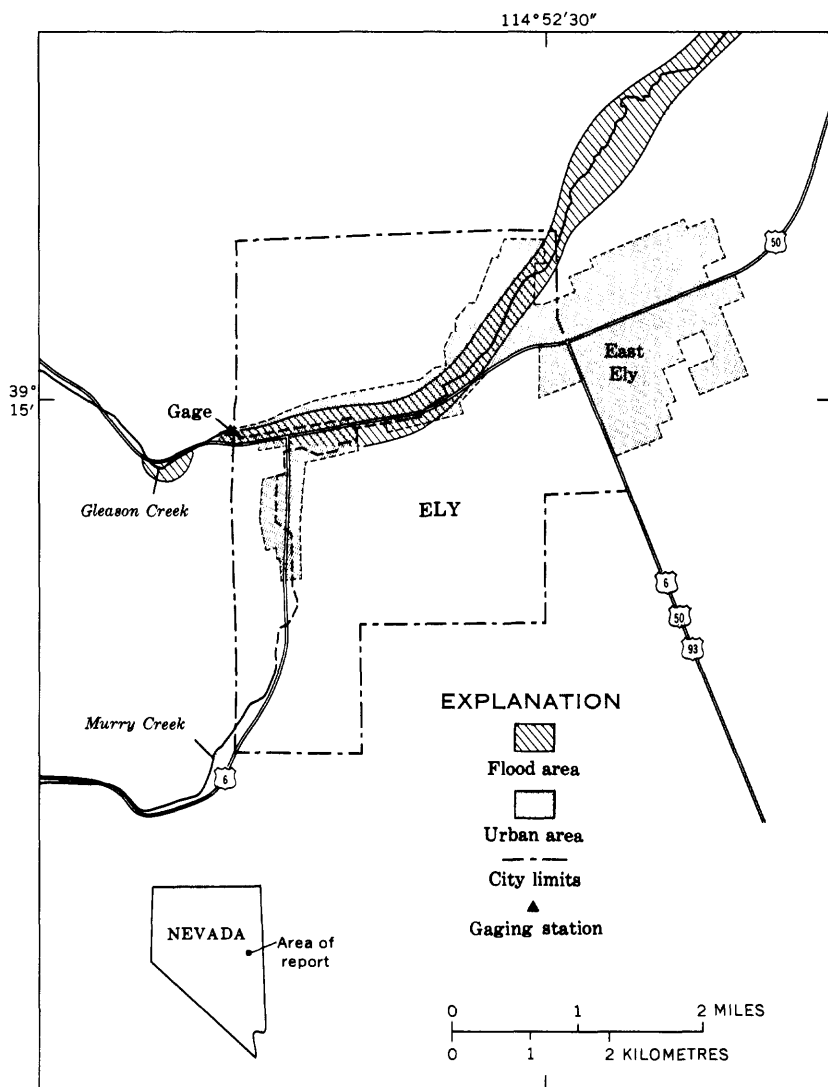 114°52'30"
50
39°
15'
Gage
East
Ely
Gleason Creek
ELY
6
50
93
EXPLANATION
Murry Creek
Flood area
6
Urban area
City limits
NEVADA
Area of
report
Gaging station
0 1 2 MILES
0 1 2 KILOMETRES